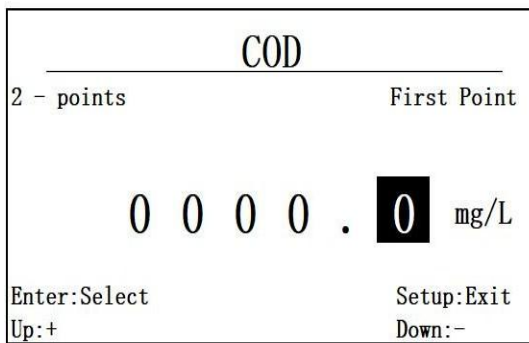 COD
2 - points First Point
0 0 0 0 . 0 mg/L
Enter:Select Setup:Exit
Up:+ Down:-